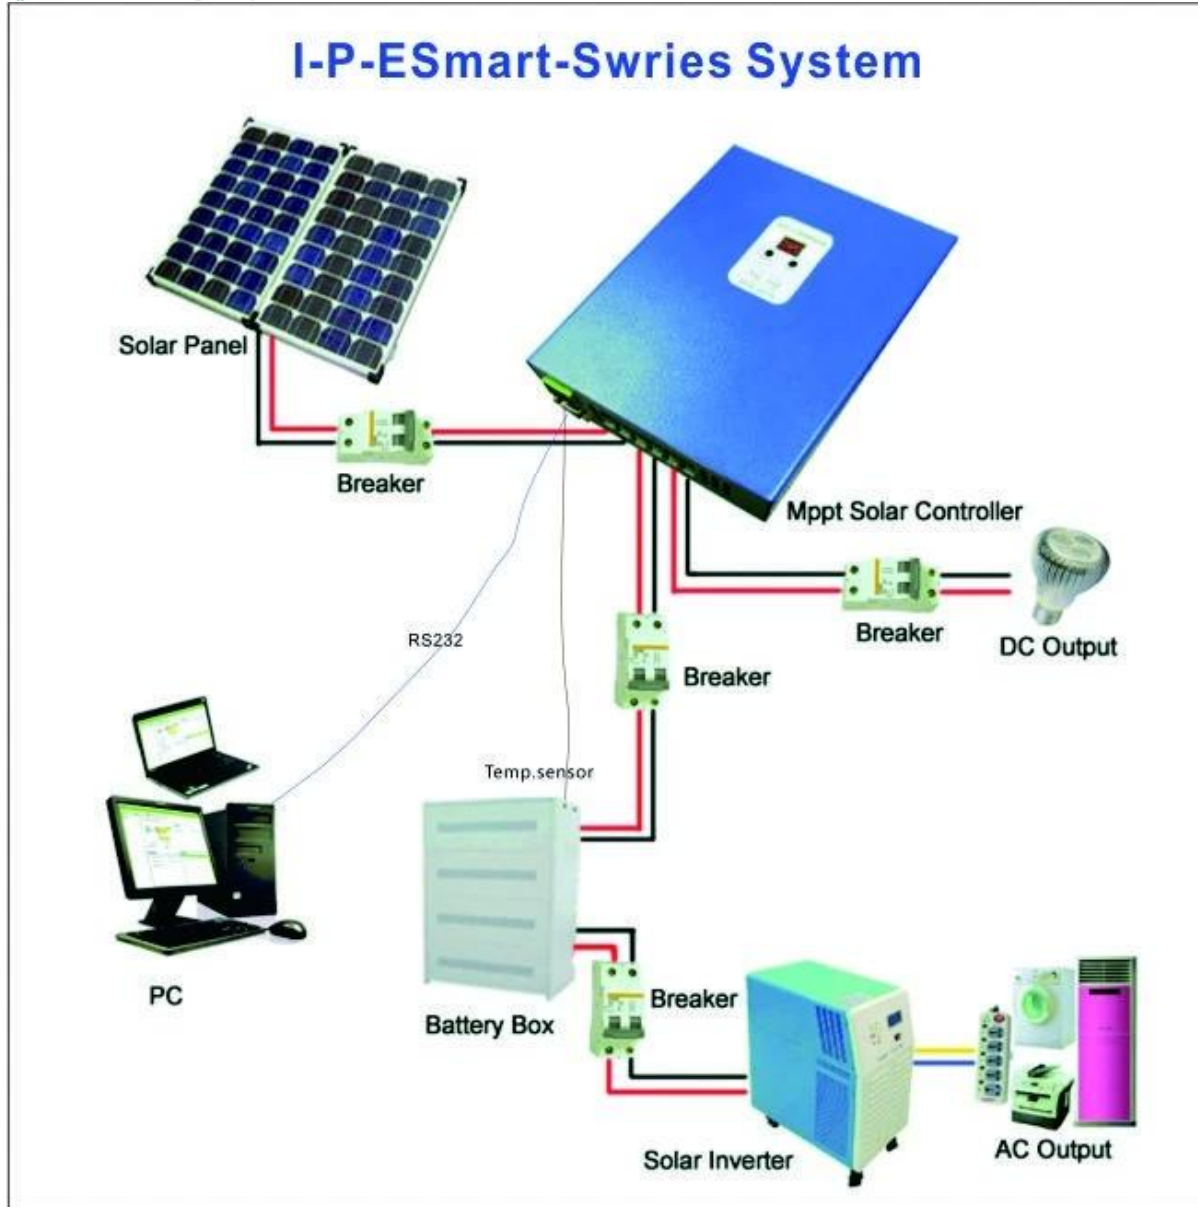 I-P-ESmart-Swries System
Solar Panel
Breaker
Mppt Solar Controller
Breaker
DC Output
RS232
Breaker
Temp.sensor
PC
Battery Box
Breaker
Solar Inverter
AC Output